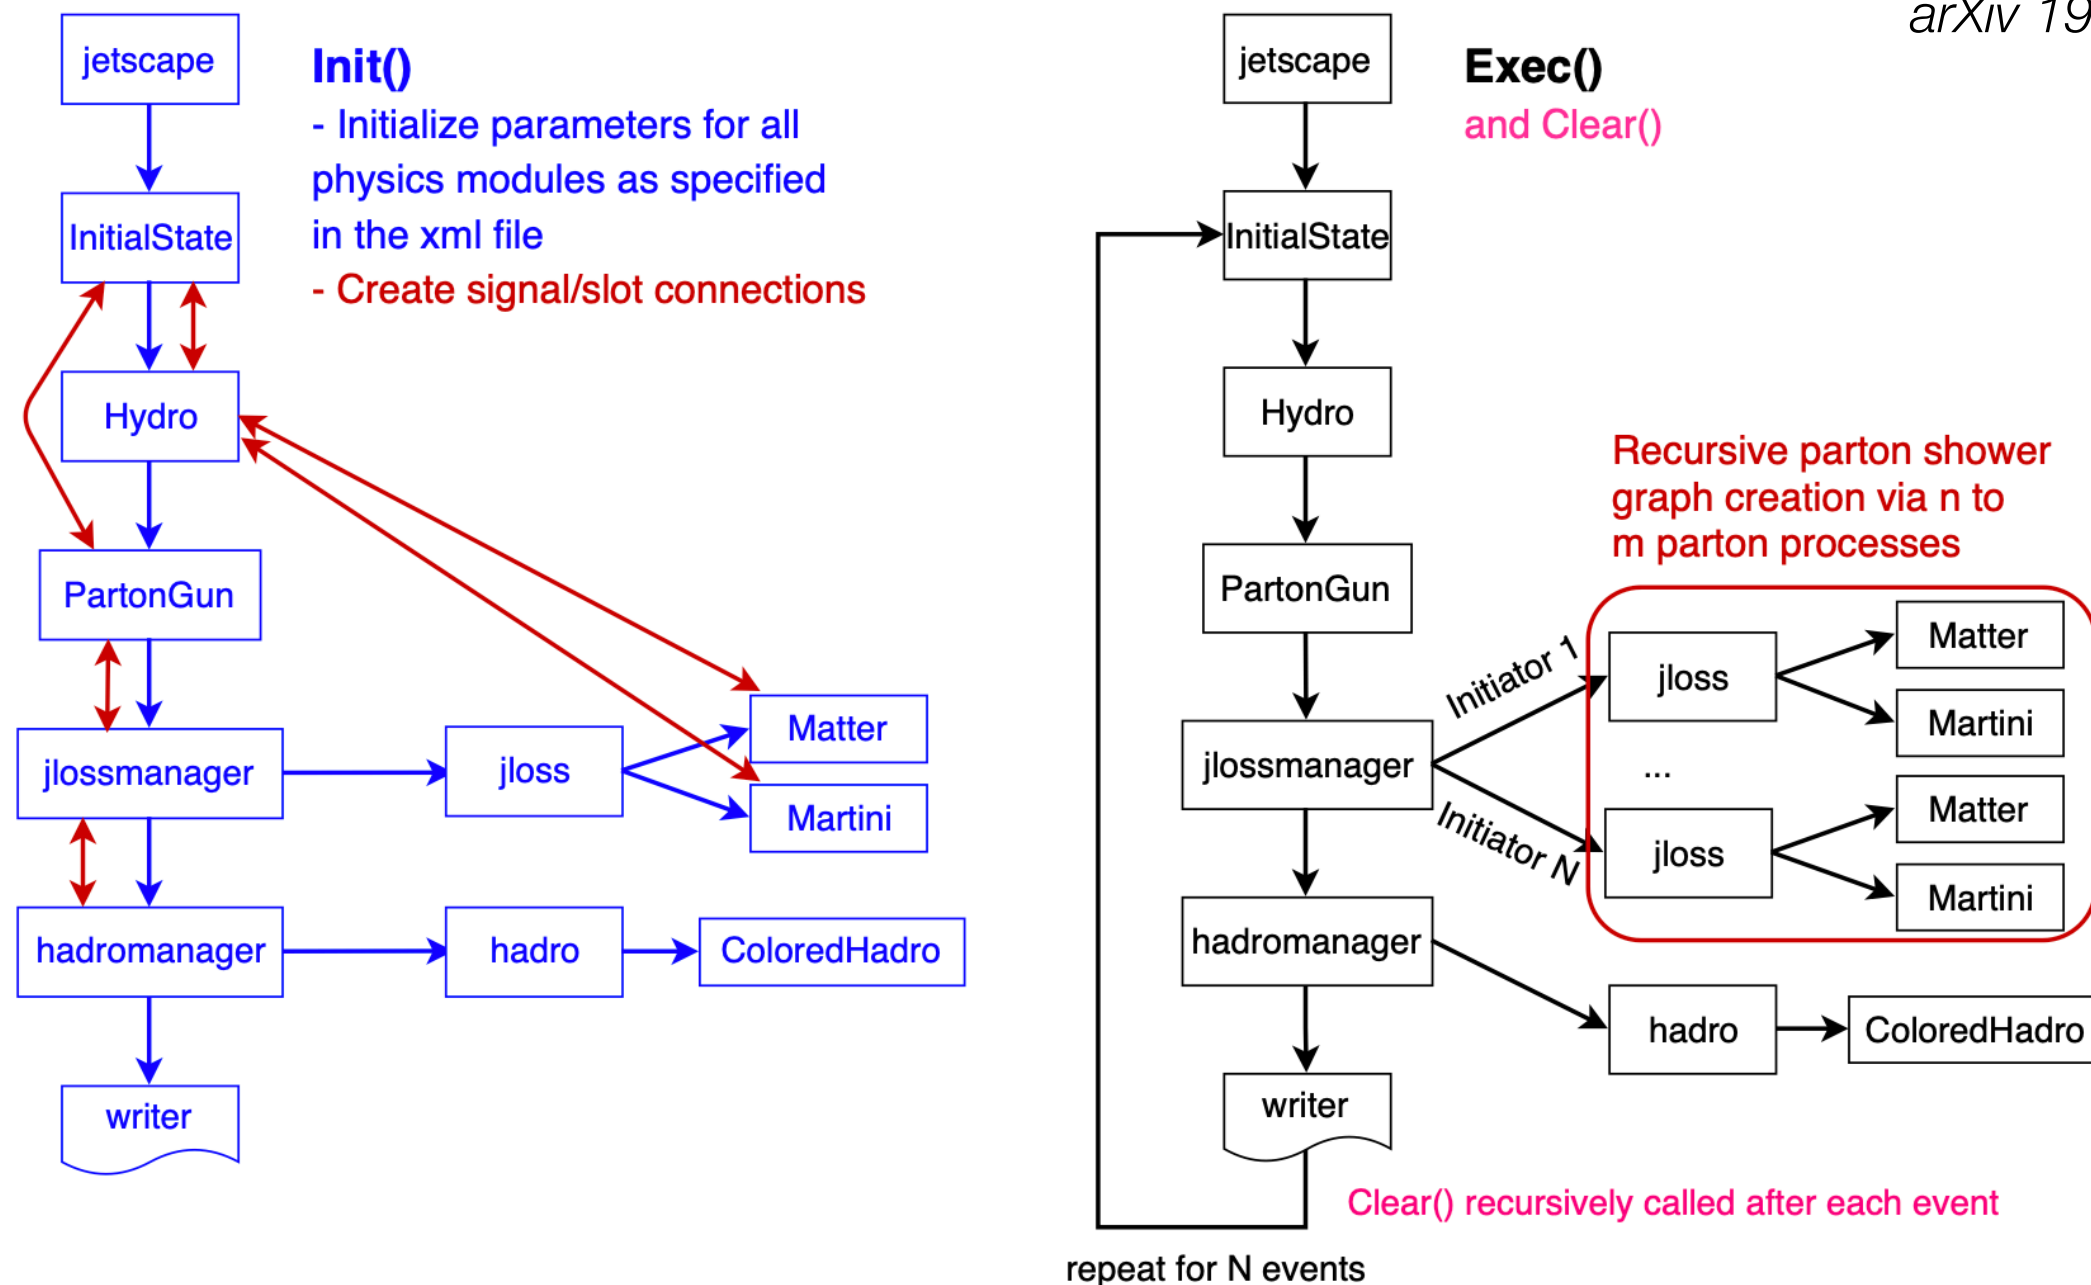 arXiv 19
jetscape
Init()
- Initialize parameters for all
physics modules as specified
in the xml file
- Create signal/slot connections
InitialState
Hydro
PartonGun
jlossmanager
jloss
Matter
Martini
hadromanager
hadro
ColoredHadro
writer
jetscape
Exec()
and Clear()
InitialState
Hydro
PartonGun
Recursive parton shower
graph creation via n to
m parton processes
jlossmanager
Initiator 1
jloss
Matter
Martini
...
Initiator N
jloss
Matter
Martini
hadromanager
hadro
ColoredHadro
writer
Clear() recursively called after each event
repeat for N events